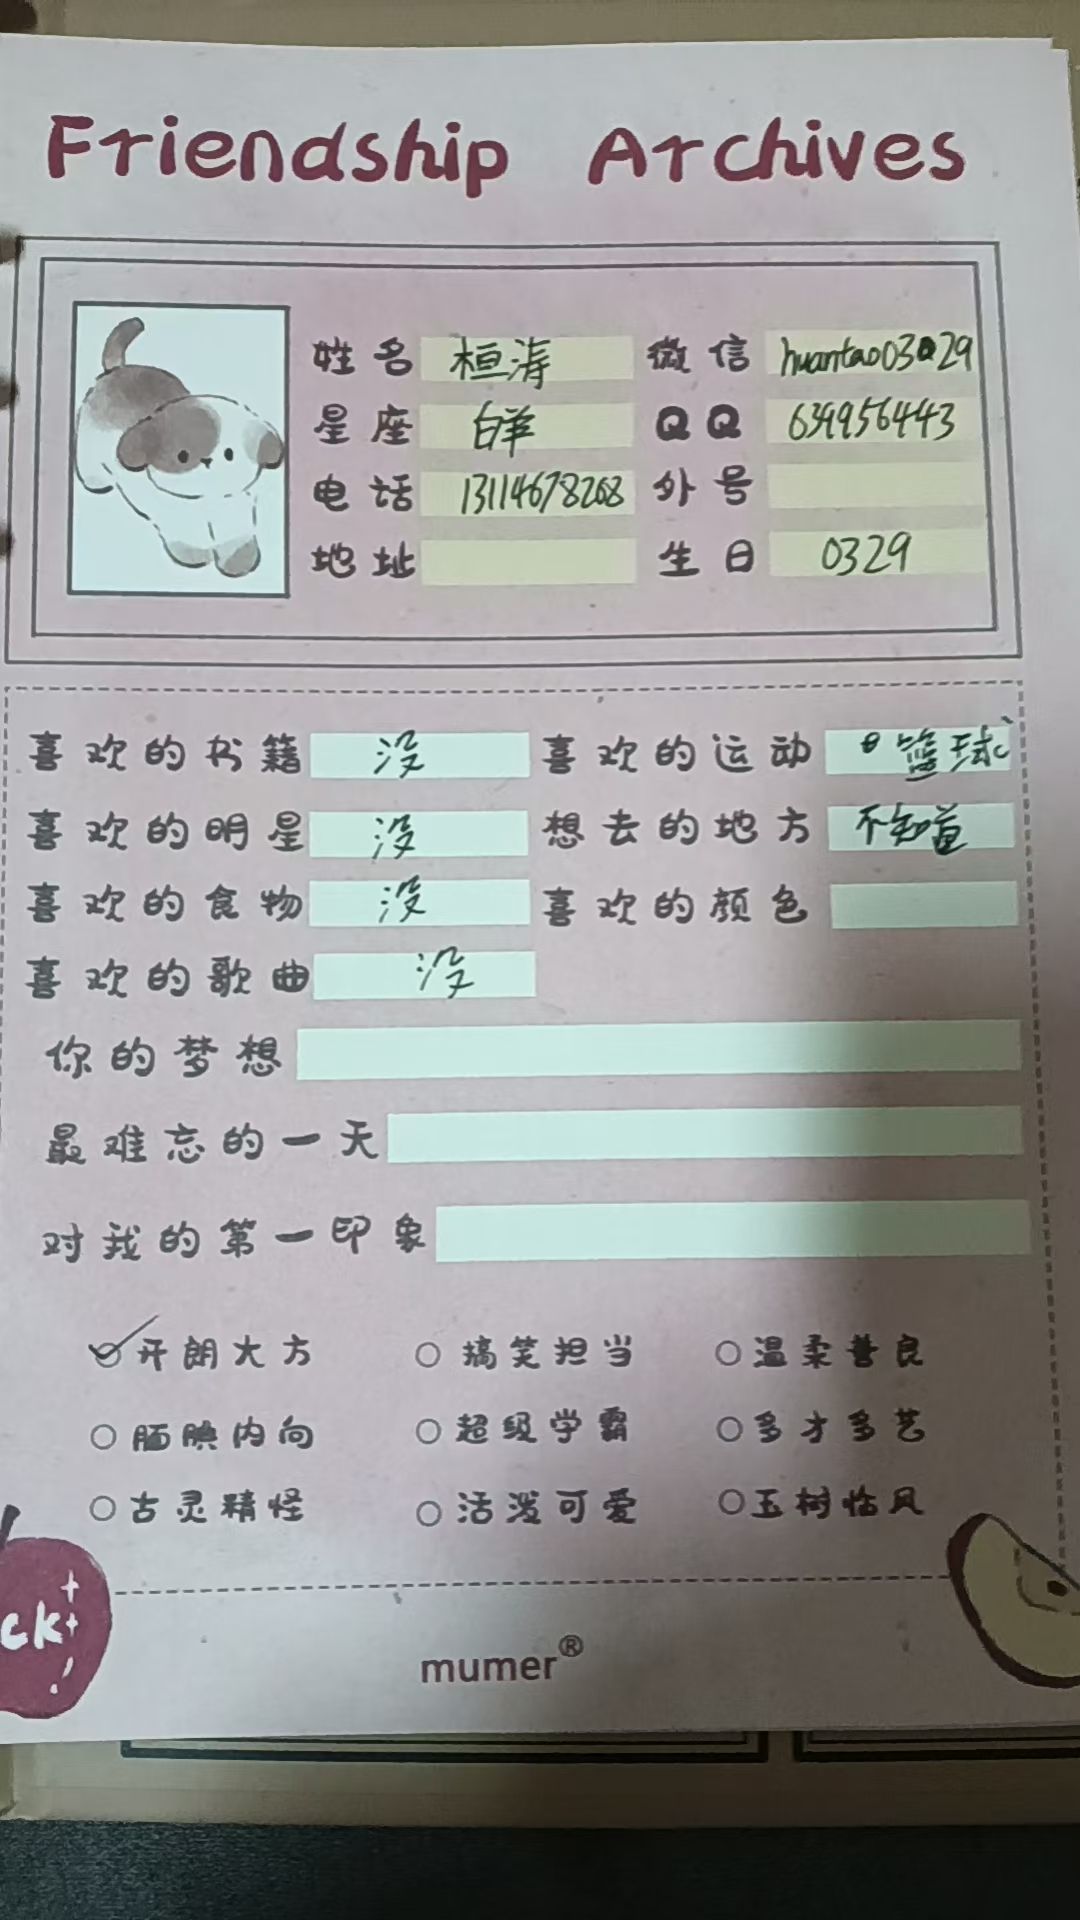 Friendship Archives
姓名 桓涛 微信 huantao0329
星座 白羊 QQ 639956443
电话 13114678268 外号
地址 生日 0329
喜欢的书籍 没 喜欢的运动 篮球
喜欢的明星 没 想去的地方 不知道
喜欢的食物 没 喜欢的颜色
喜欢的歌曲 没
你的梦想
最难忘的一天
对我的第一印象
开朗大方 搞笑担当 温柔善良
腼腆内向 超级学霸 多才多艺
古灵精怪 活泼可爱 玉树临风
ck
mumer®